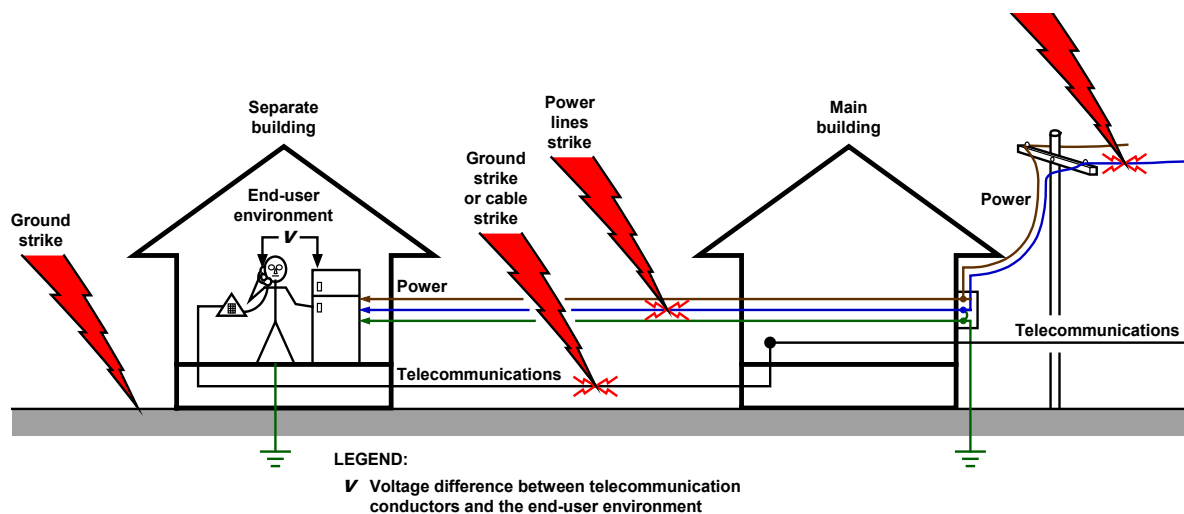 Separate
building
Power
lines
strike
Main
building
Ground
strike
or cable
strike
End-user
environment
V
Ground
strike
Power
Power
Telecommunications
Telecommunications
LEGEND:
V Voltage difference between telecommunication
conductors and the end-user environment